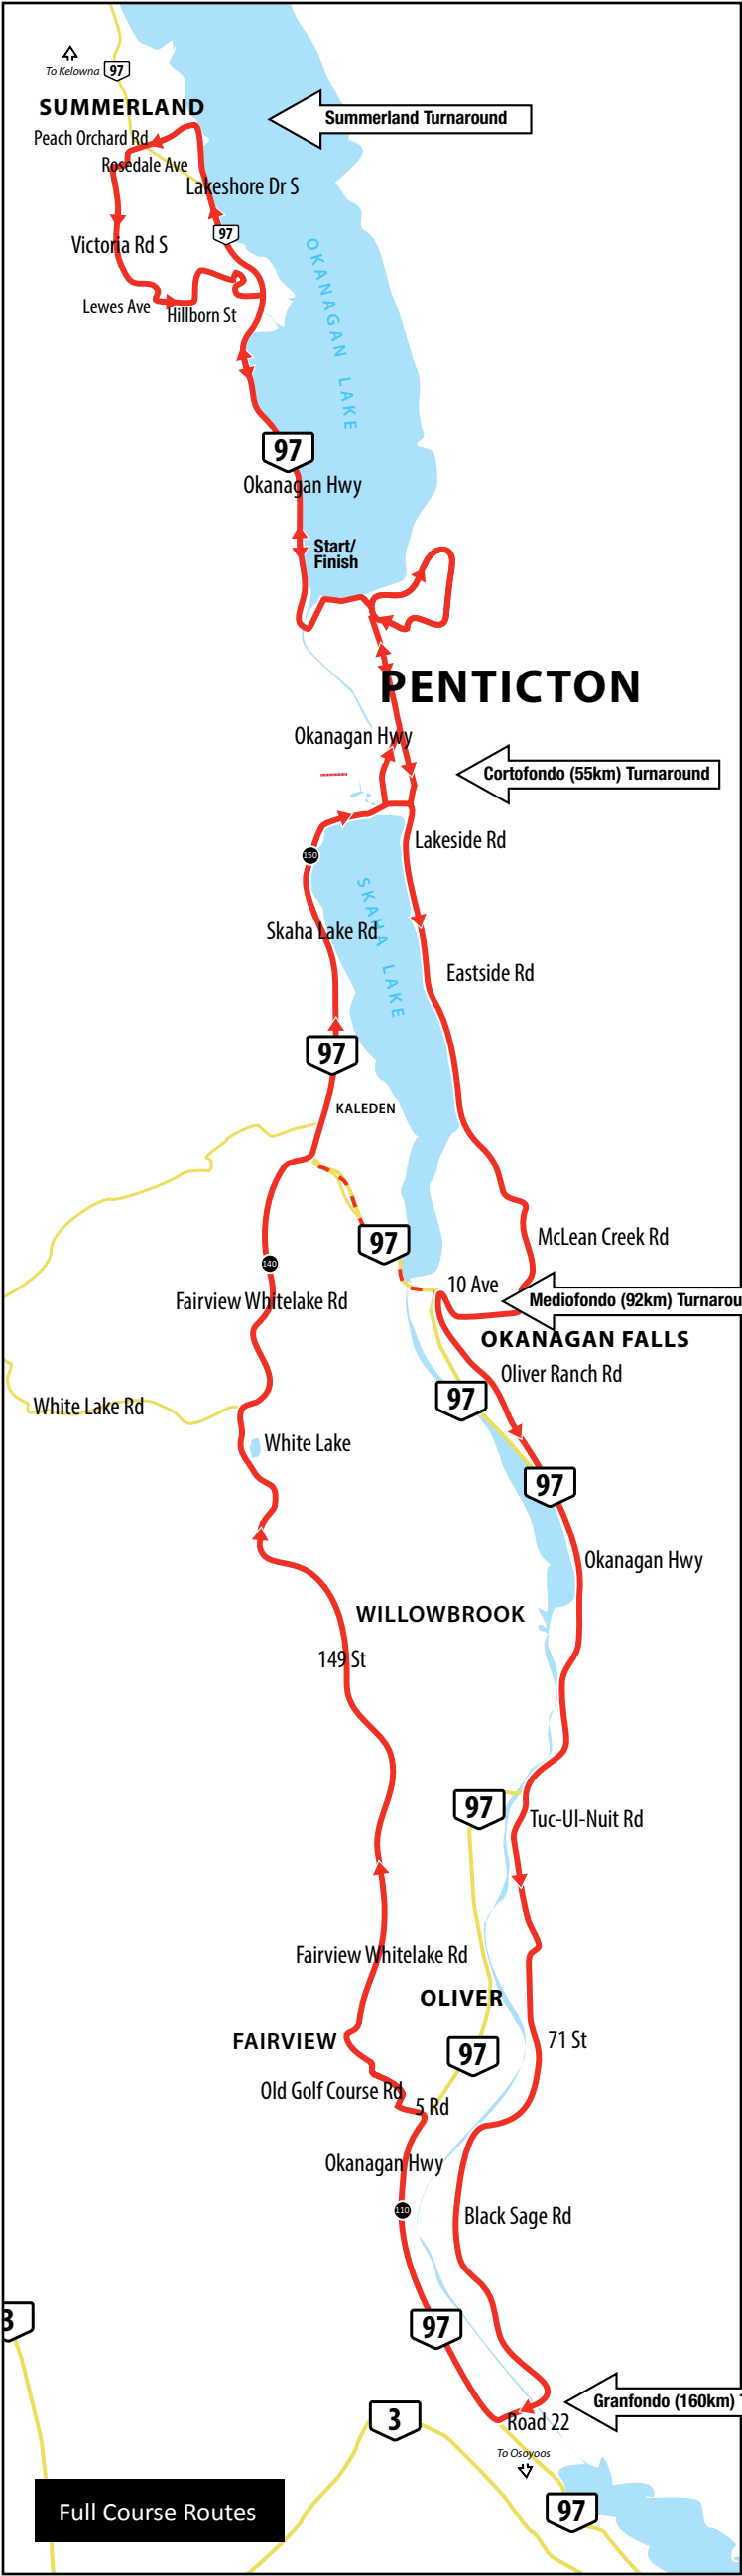 To Kelowna
97
SUMMERLAND
Summerland Turnaround
Peach Orchard Rd
Rosedale Ave
Lakeshore Dr S
97
Victoria Rd S
Lewes Ave
Hillborn St
OKANAGAN LAKE
97
Okanagan Hwy
Start/
Finish
PENTICTON
Okanagan Hwy
Cortofondo (55km) Turnaround
Lakeside Rd
150
SKAHA LAKE
Skaha Lake Rd
Eastside Rd
97
KALEDEN
McLean Creek Rd
97
140
10 Ave
Fairview Whitelake Rd
Mediofondo (92km) Turnarou
OKANAGAN FALLS
Oliver Ranch Rd
97
White Lake Rd
White Lake
97
Okanagan Hwy
WILLOWBROOK
149 St
97
Tuc-Ul-Nuit Rd
Fairview Whitelake Rd
OLIVER
FAIRVIEW
97
71 St
Old Golf Course Rd
5 Rd
Okanagan Hwy
110
Black Sage Rd
3
97
Granfondo (160km)
3
Road 22
To Osoyoos
97
Full Course Routes